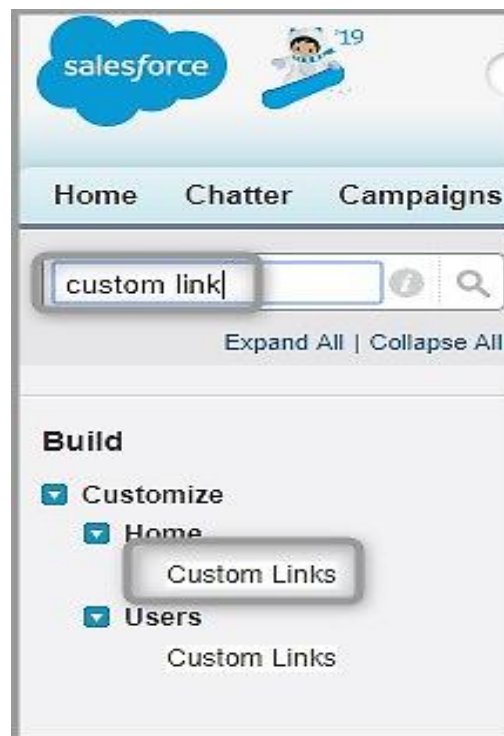 salesforce '19
Home Chatter Campaigns
custom link
Expand All | Collapse All
Build
Customize
Home
Custom Links
Users
Custom Links